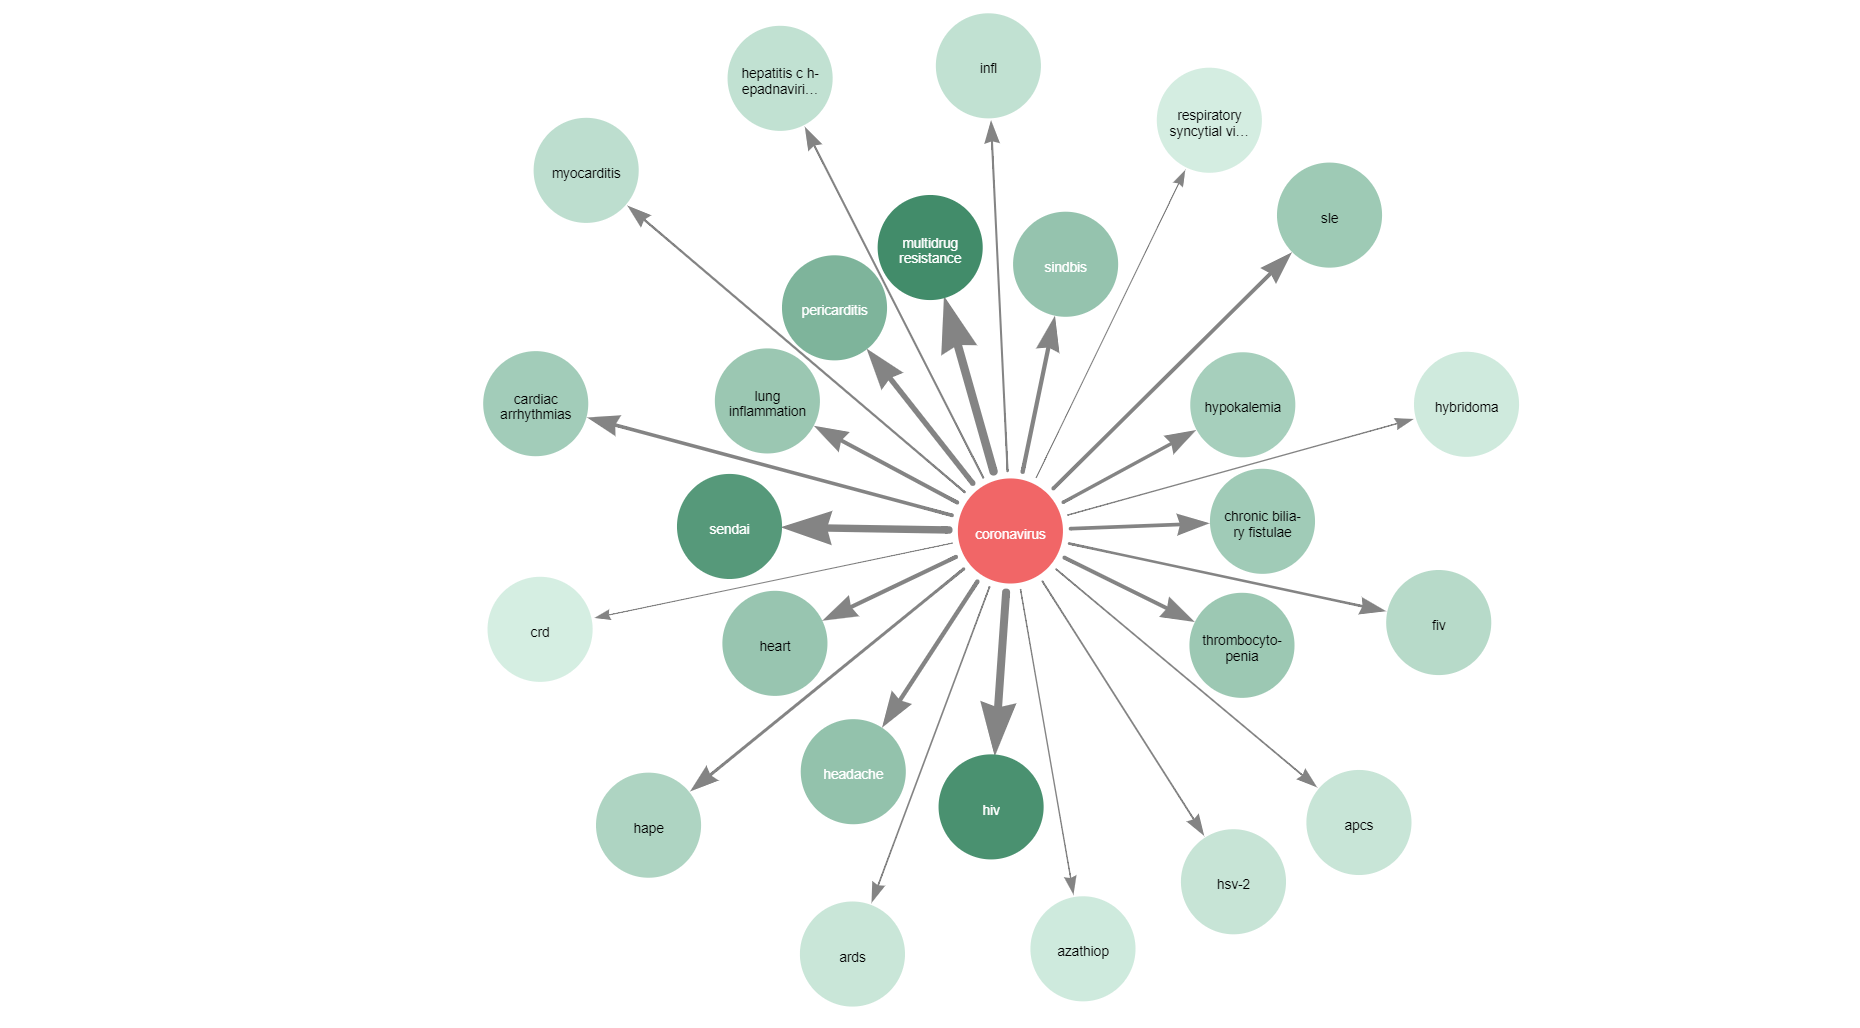 infl
hepatitis c h-
epadnaviri...
respiratory
syncytial vi...
myocarditis
sle
multidrug
resistance
sindbis
pericarditis
cardiac
arrhythmias
lung
inflammation
hypokalemia
hybridoma
sendai
coronavirus
chronic bilia-
ry fistulae
crd
heart
thrombocyto-
penia
fiv
hape
headache
hiv
apcs
hsv-2
ards
azathiop